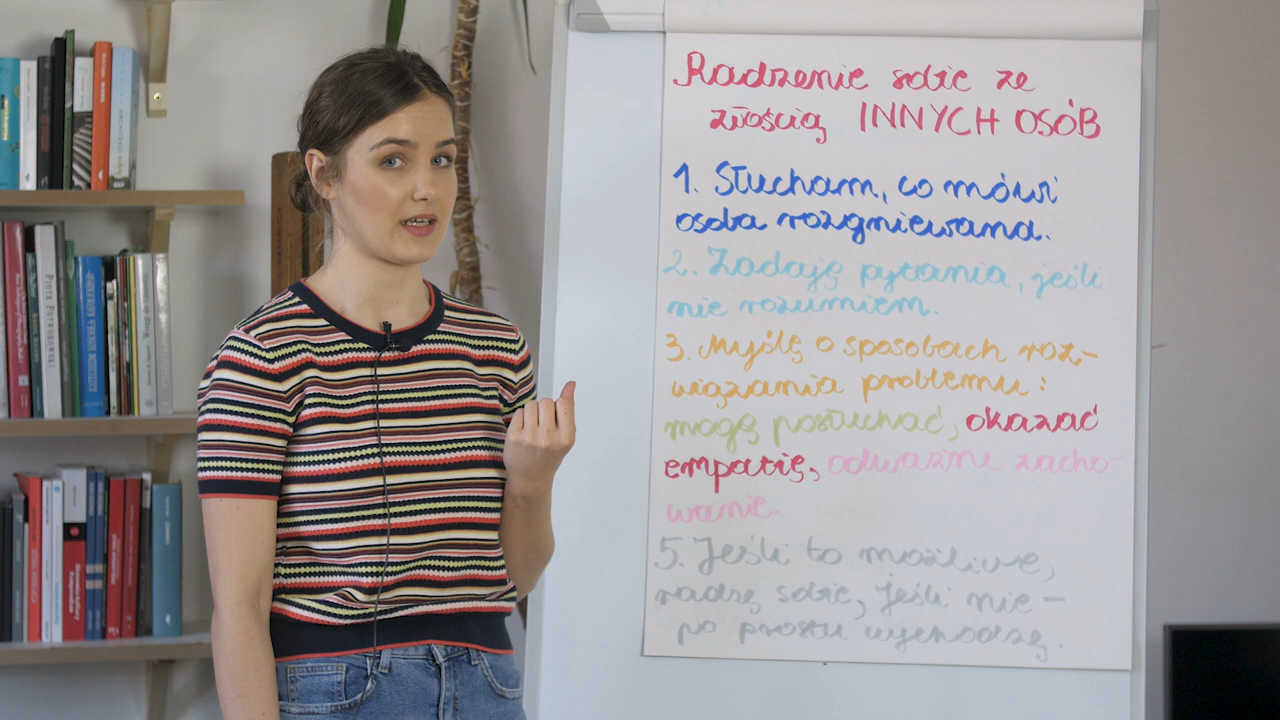 PIOTR POTWOROWSKI
Radzenie sobie ze
złością INNYCH OSÓB
1. Słucham, co mówi
osoba rozgniewana.
2. Zadaję pytania, jeśli
nie rozumiem.
3. Myślę o sposobach roz-
wiązania problemu:
mogę posłuchać, okazać
empatię, odważne zacho-
wanie.
5. Jeśli to możliwe,
radzę sobie, jeśli nie -
po prostu wychodzę.